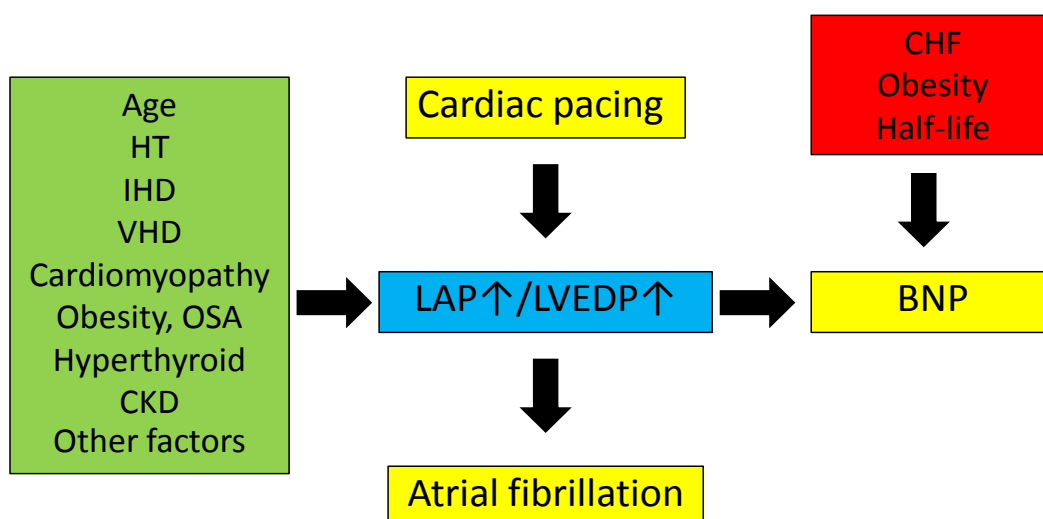 Age
HT
IHD
VHD
Cardiomyopathy
Obesity, OSA
Hyperthyroid
CKD
Other factors
Cardiac pacing
LAP↑/LVEDP↑
Atrial fibrillation
CHF
Obesity
Half-life
BNP